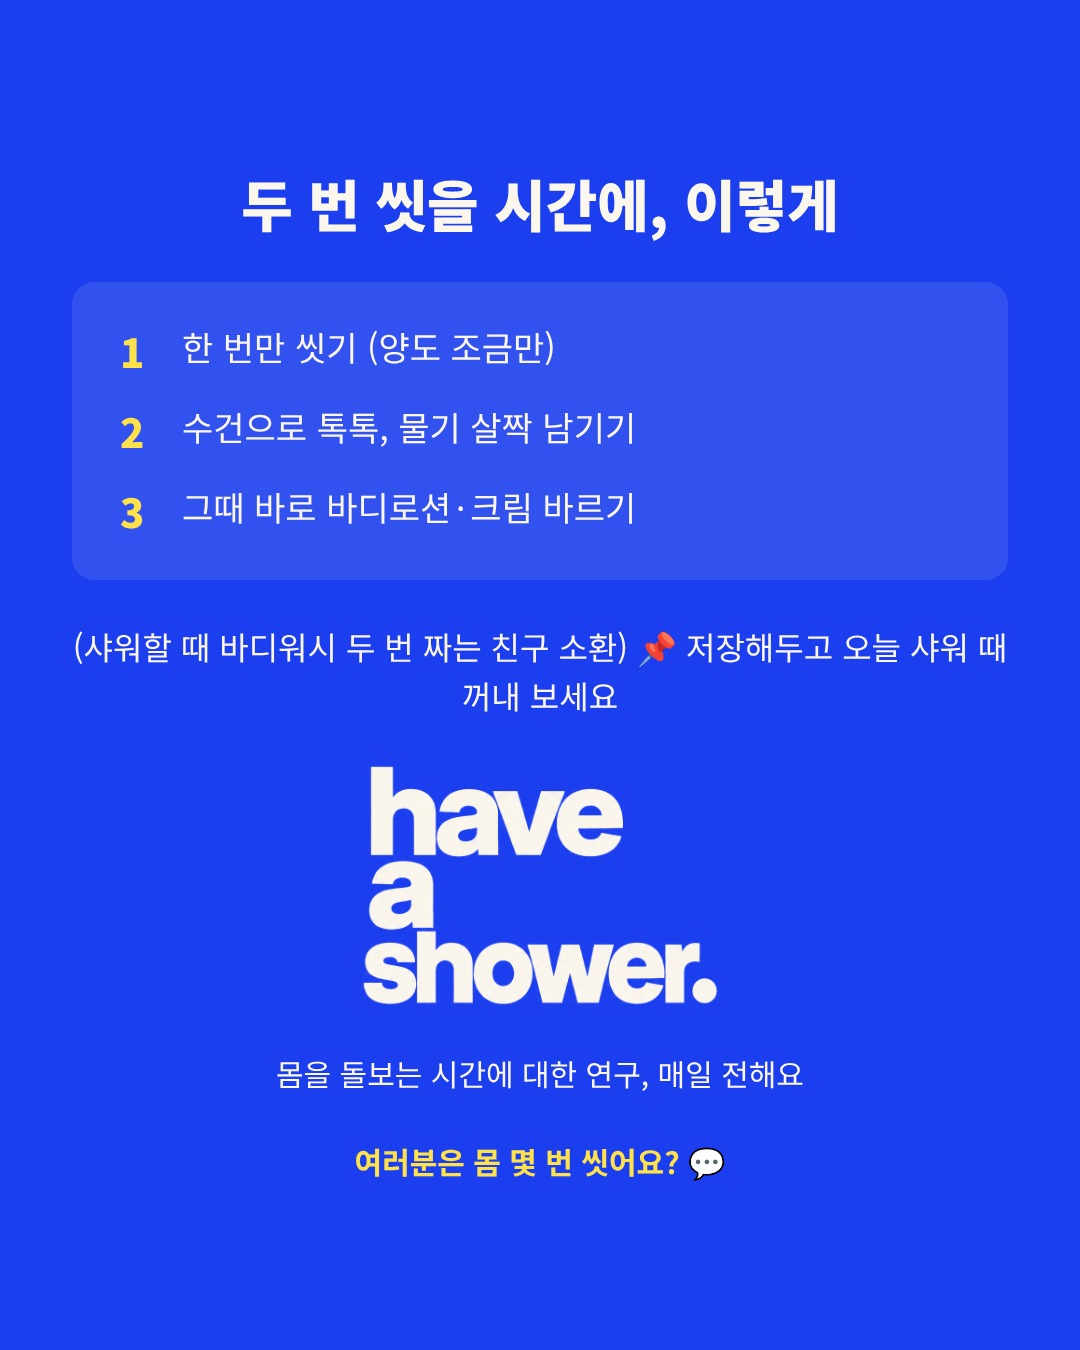 두 번 씻을 시간에, 이렇게
1 한 번만 씻기 (양도 조금만)
2 수건으로 톡톡, 물기 살짝 남기기
3 그때 바로 바디로션·크림 바르기
(샤워할 때 바디워시 두 번 짜는 친구 소환) 📌 저장해두고 오늘 샤워 때
꺼내 보세요
have
a
shower.
몸을 돌보는 시간에 대한 연구, 매일 전해요
여러분은 몸 몇 번 씻어요? 💬